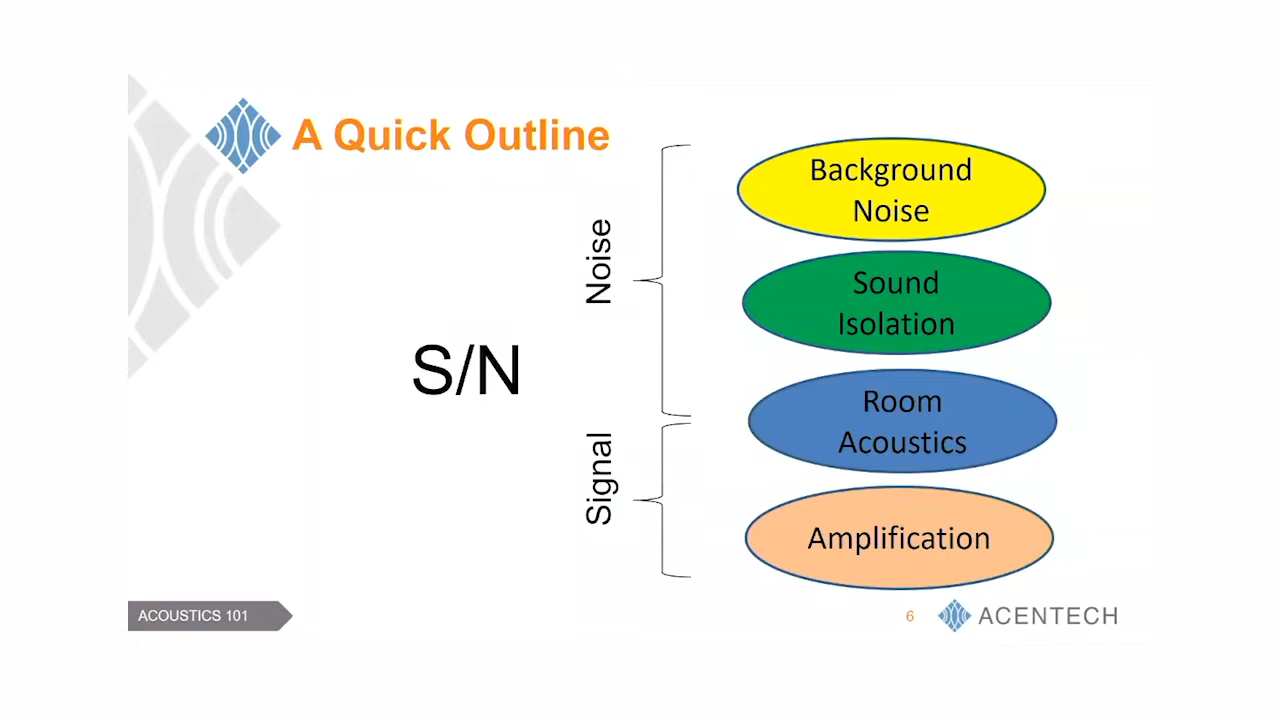 A Quick Outline
Background
Noise
Noise
Sound
Isolation
S/N
Room
Acoustics
Signal
Amplification
ACOUSTICS 101
6
ACENTECH